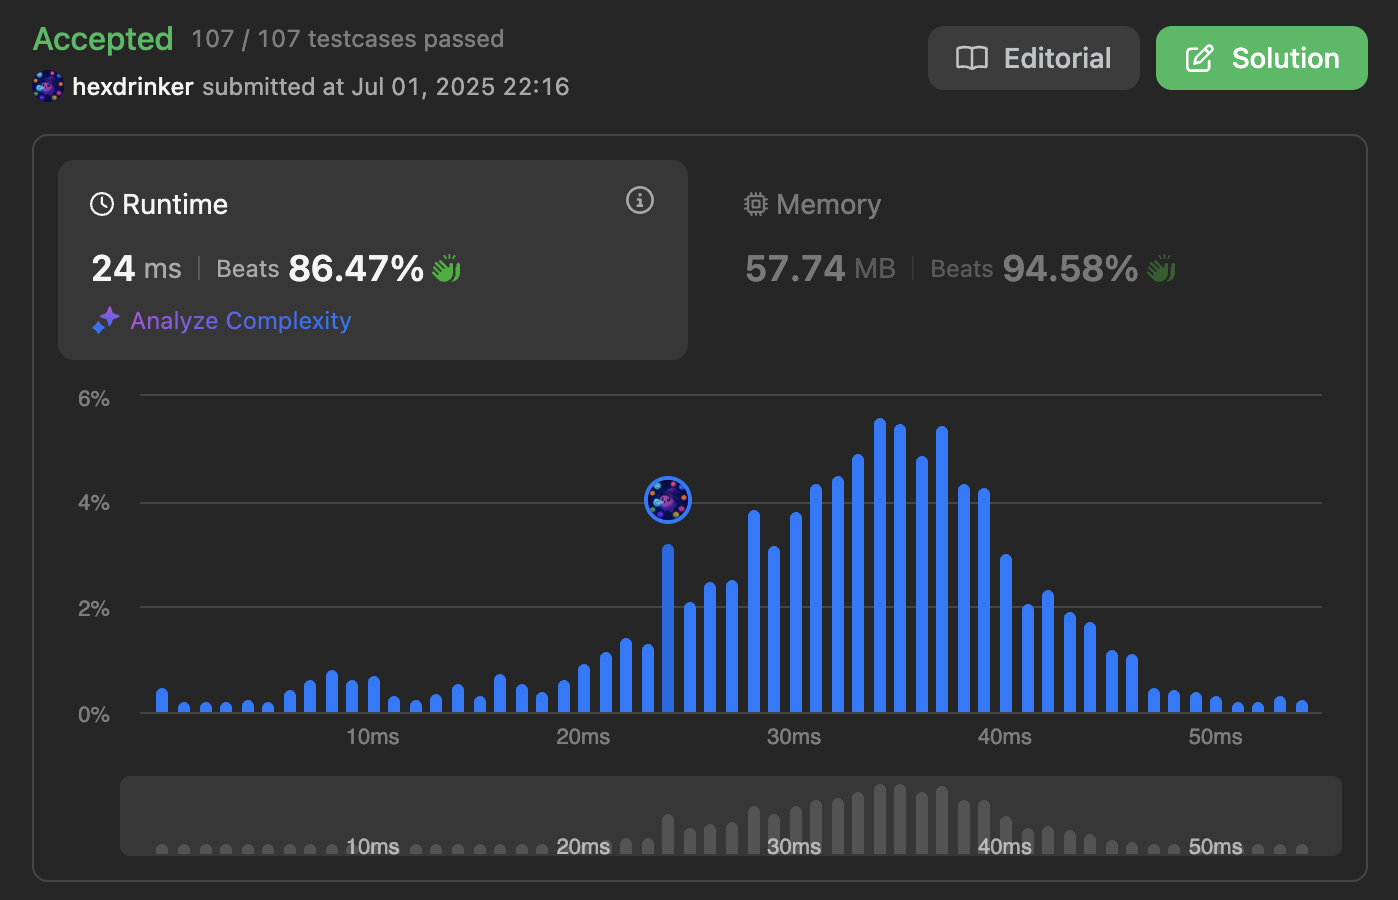 Accepted 107 / 107 testcases passed
hexdrinker submitted at Jul 01, 2025 22:16
Editorial
Solution
Runtime
24 ms | Beats 86.47%
Analyze Complexity
Memory
57.74 MB | Beats 94.58%
6%
4%
2%
0%
10ms 20ms 30ms 40ms 50ms
10ms 20ms 30ms 40ms 50ms